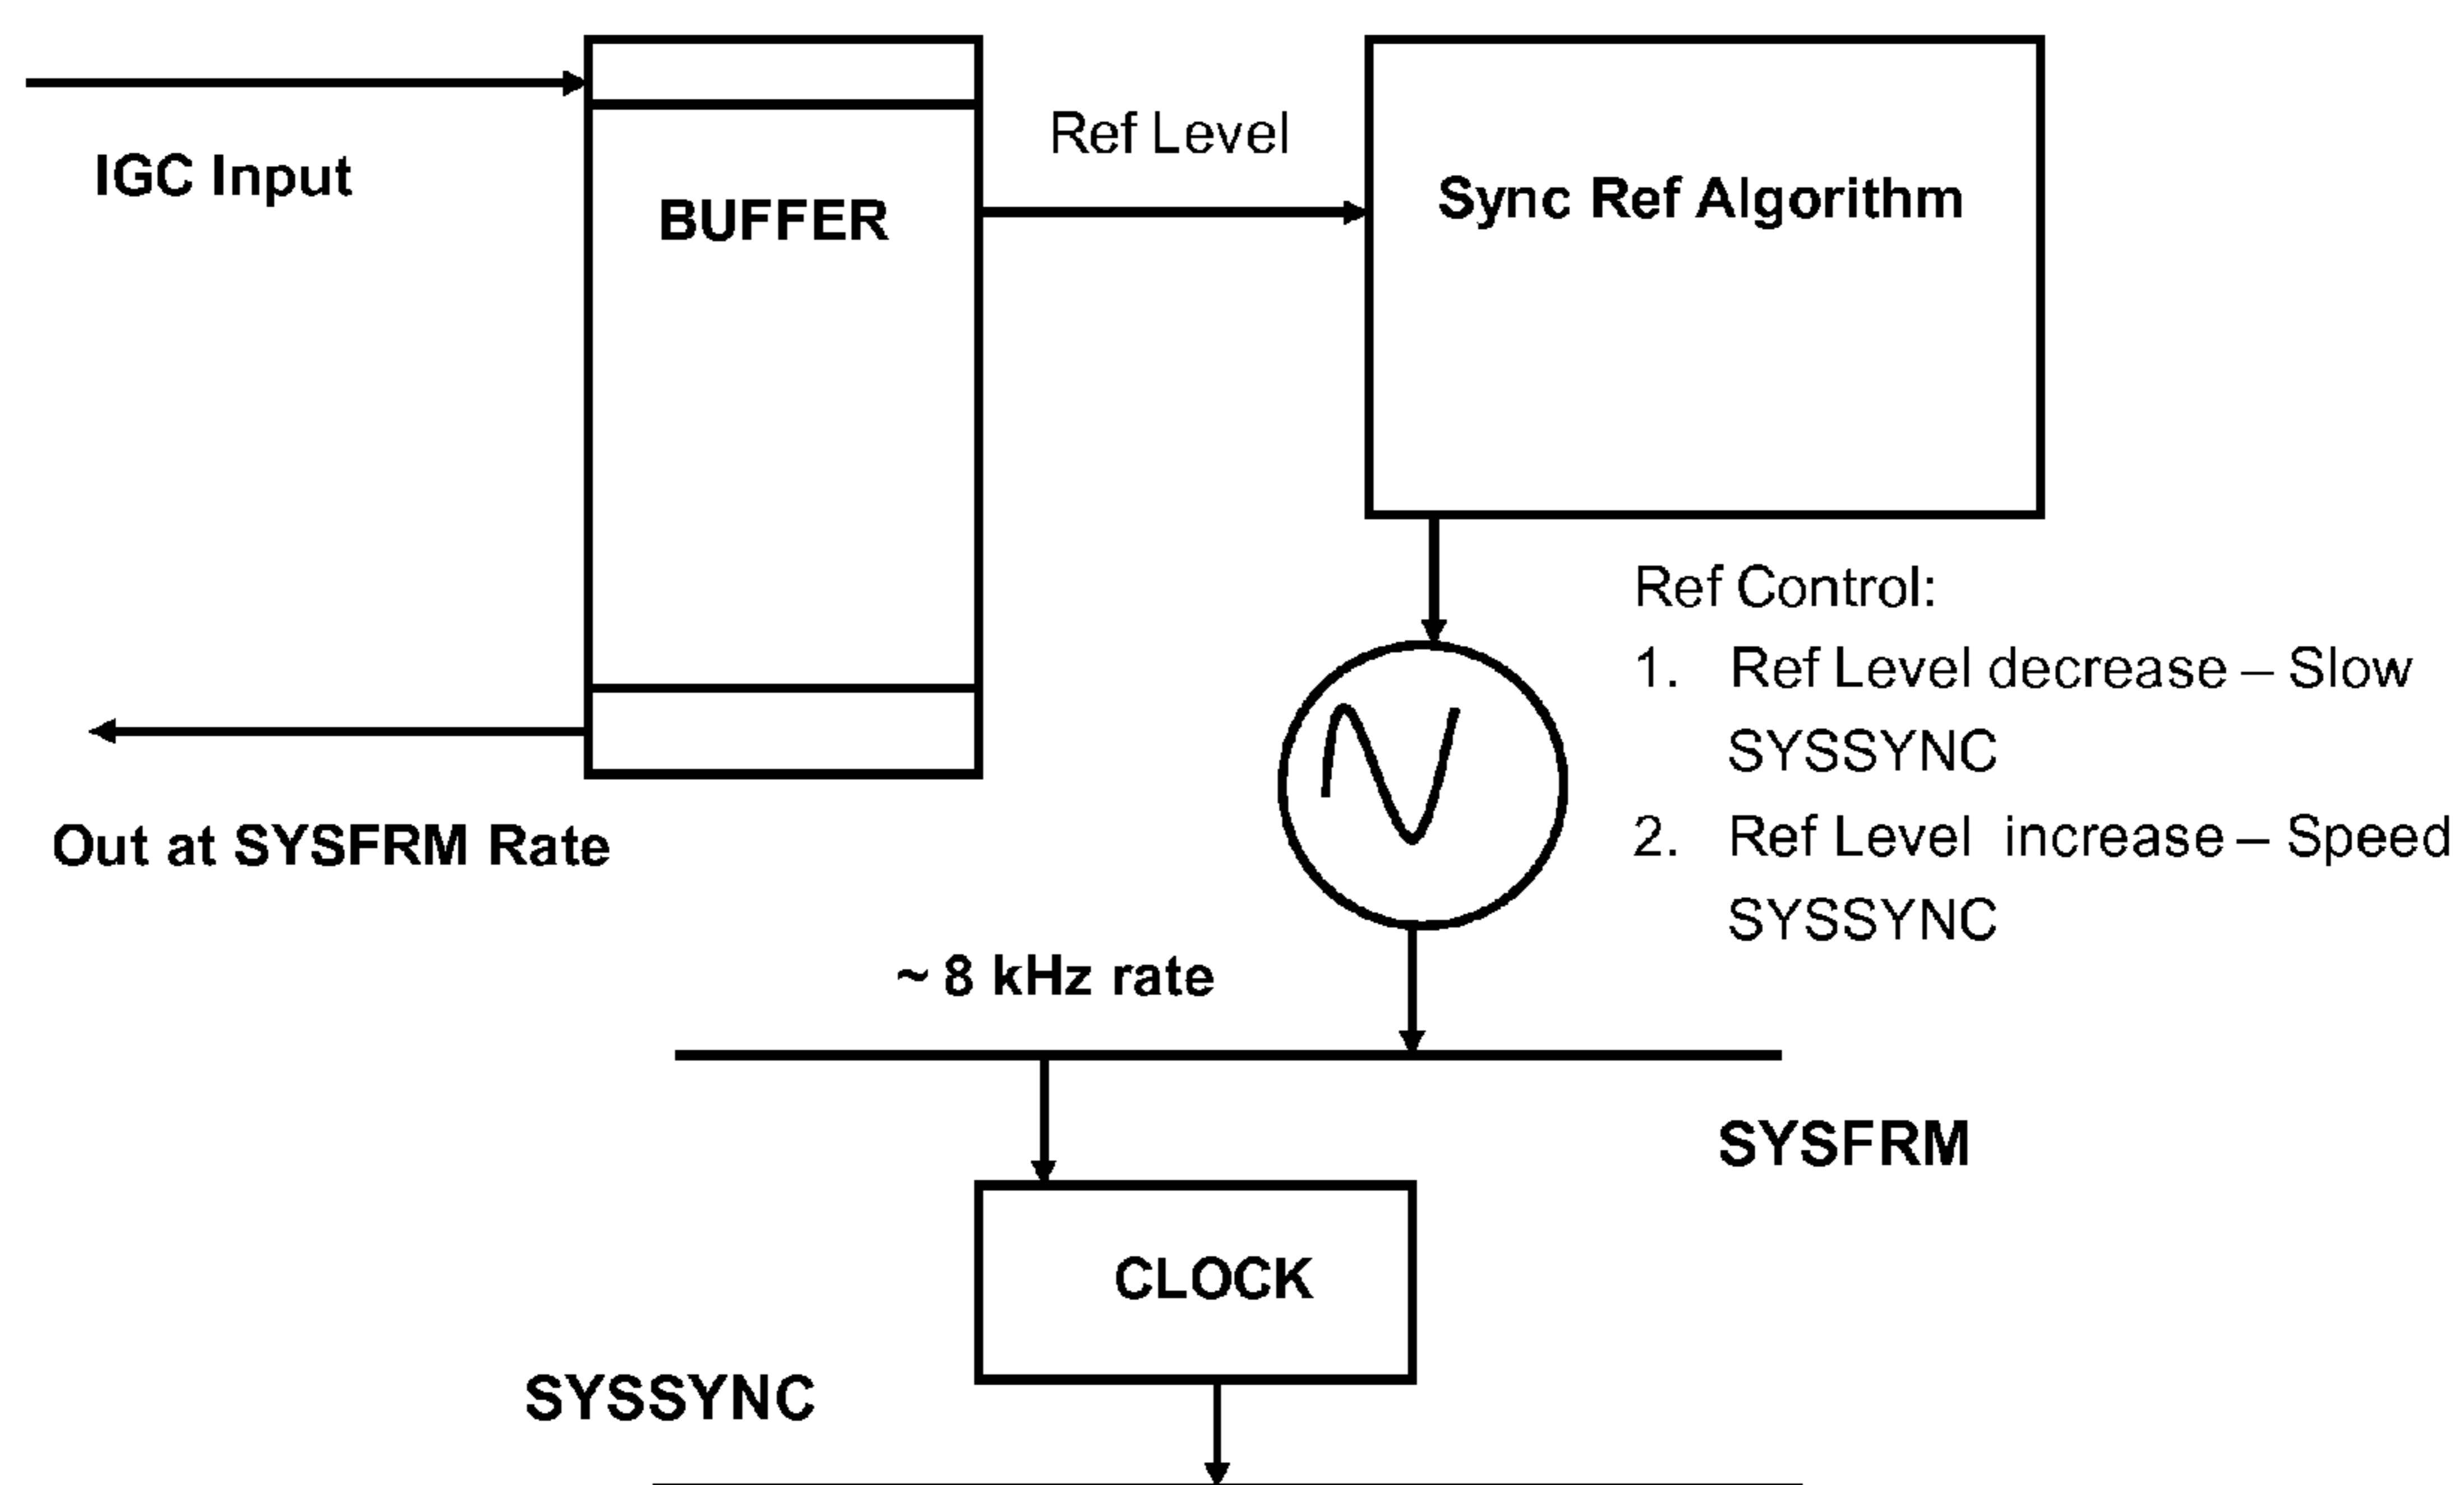 IGC Input
BUFFER
Ref Level
Sync Ref Algorithm
Ref Control:
1. Ref Level decrease – Slow
SYSSYNC
2. Ref Level increase – Speed
SYSSYNC
Out at SYSFRM Rate
~ 8 kHz rate
SYSFRM
CLOCK
SYSSYNC